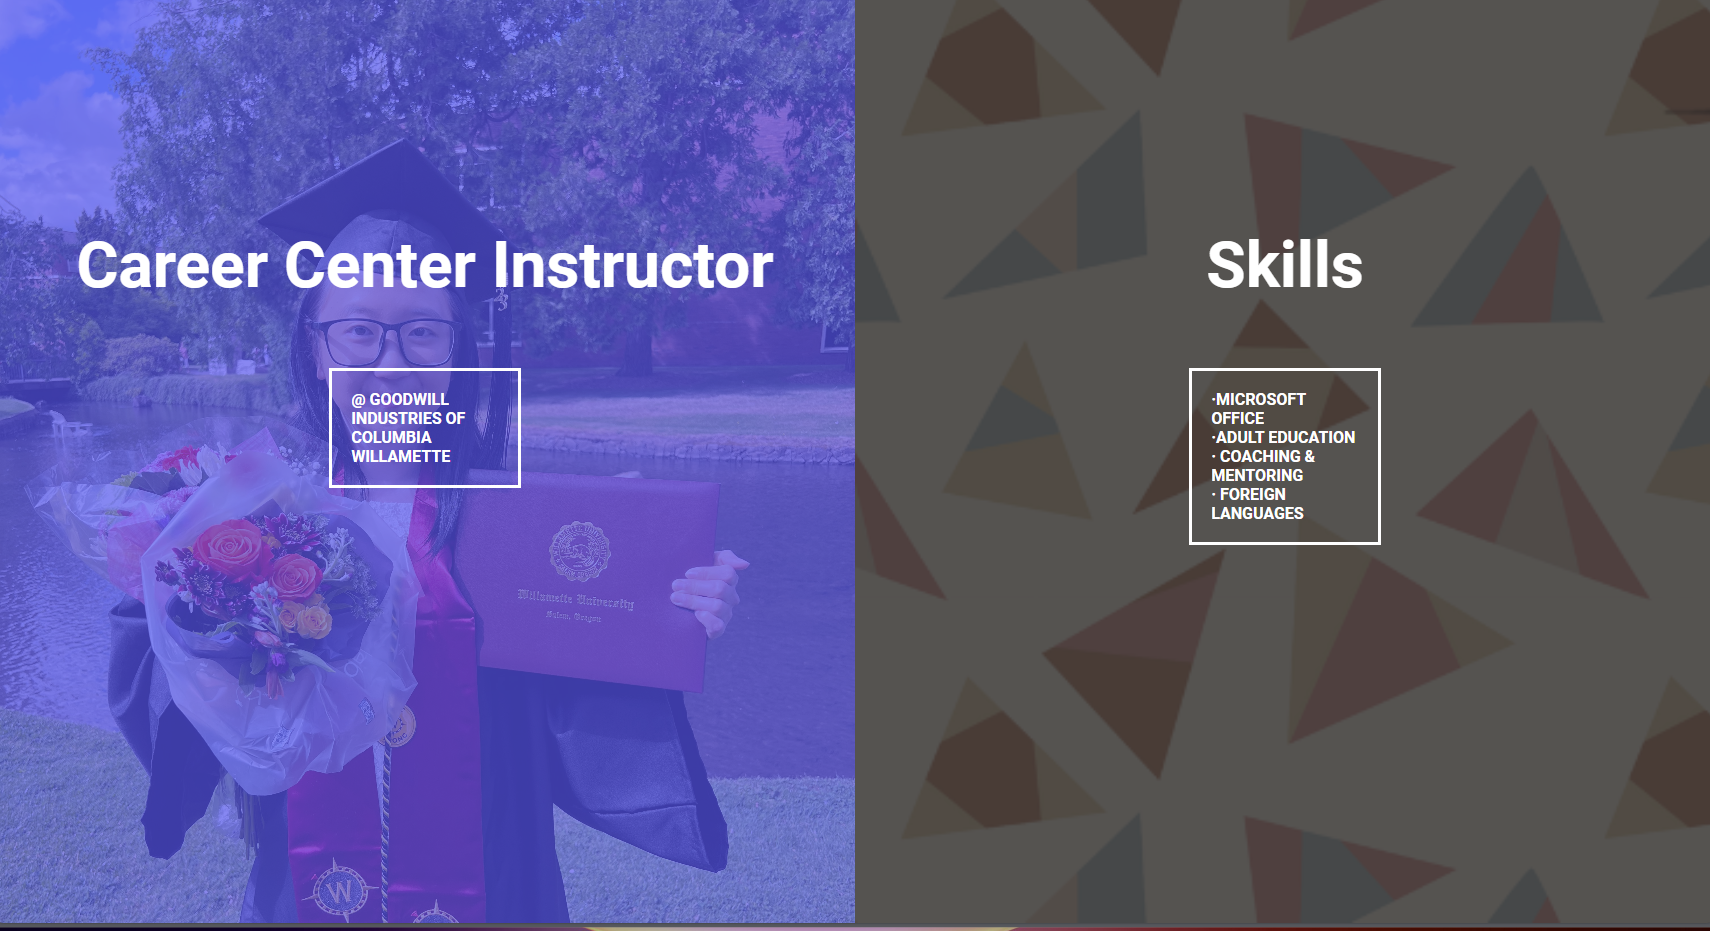 Career Center Instructor
@ GOODWILL
INDUSTRIES OF
COLUMBIA
WILLAMETTE
Willamette University
Salem, Oregon
W
Skills
·MICROSOFT
OFFICE
·ADULT EDUCATION
· COACHING &
MENTORING
· FOREIGN
LANGUAGES